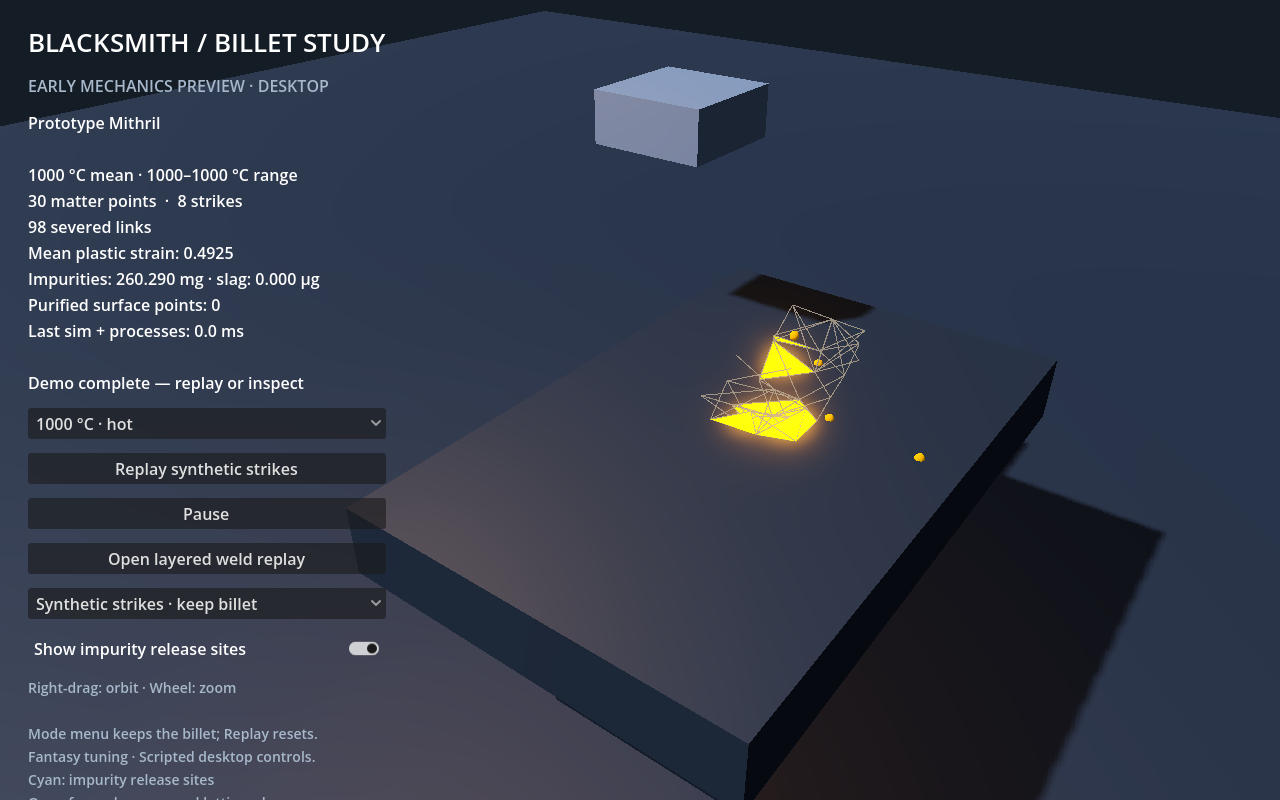 BLACKSMITH / BILLET STUDY
EARLY MECHANICS PREVIEW · DESKTOP
Prototype Mithril
1000 °C mean · 1000–1000 °C range
30 matter points · 8 strikes
98 severed links
Mean plastic strain: 0.4925
Impurities: 260.290 mg · slag: 0.000 µg
Purified surface points: 0
Last sim + processes: 0.0 ms
Demo complete — replay or inspect
1000 °C · hot
Replay synthetic strikes
Pause
Open layered weld replay
Synthetic strikes · keep billet
Show impurity release sites
Right-drag: orbit · Wheel: zoom
Mode menu keeps the billet; Replay resets.
Fantasy tuning · Scripted desktop controls.
Cyan: impurity release sites